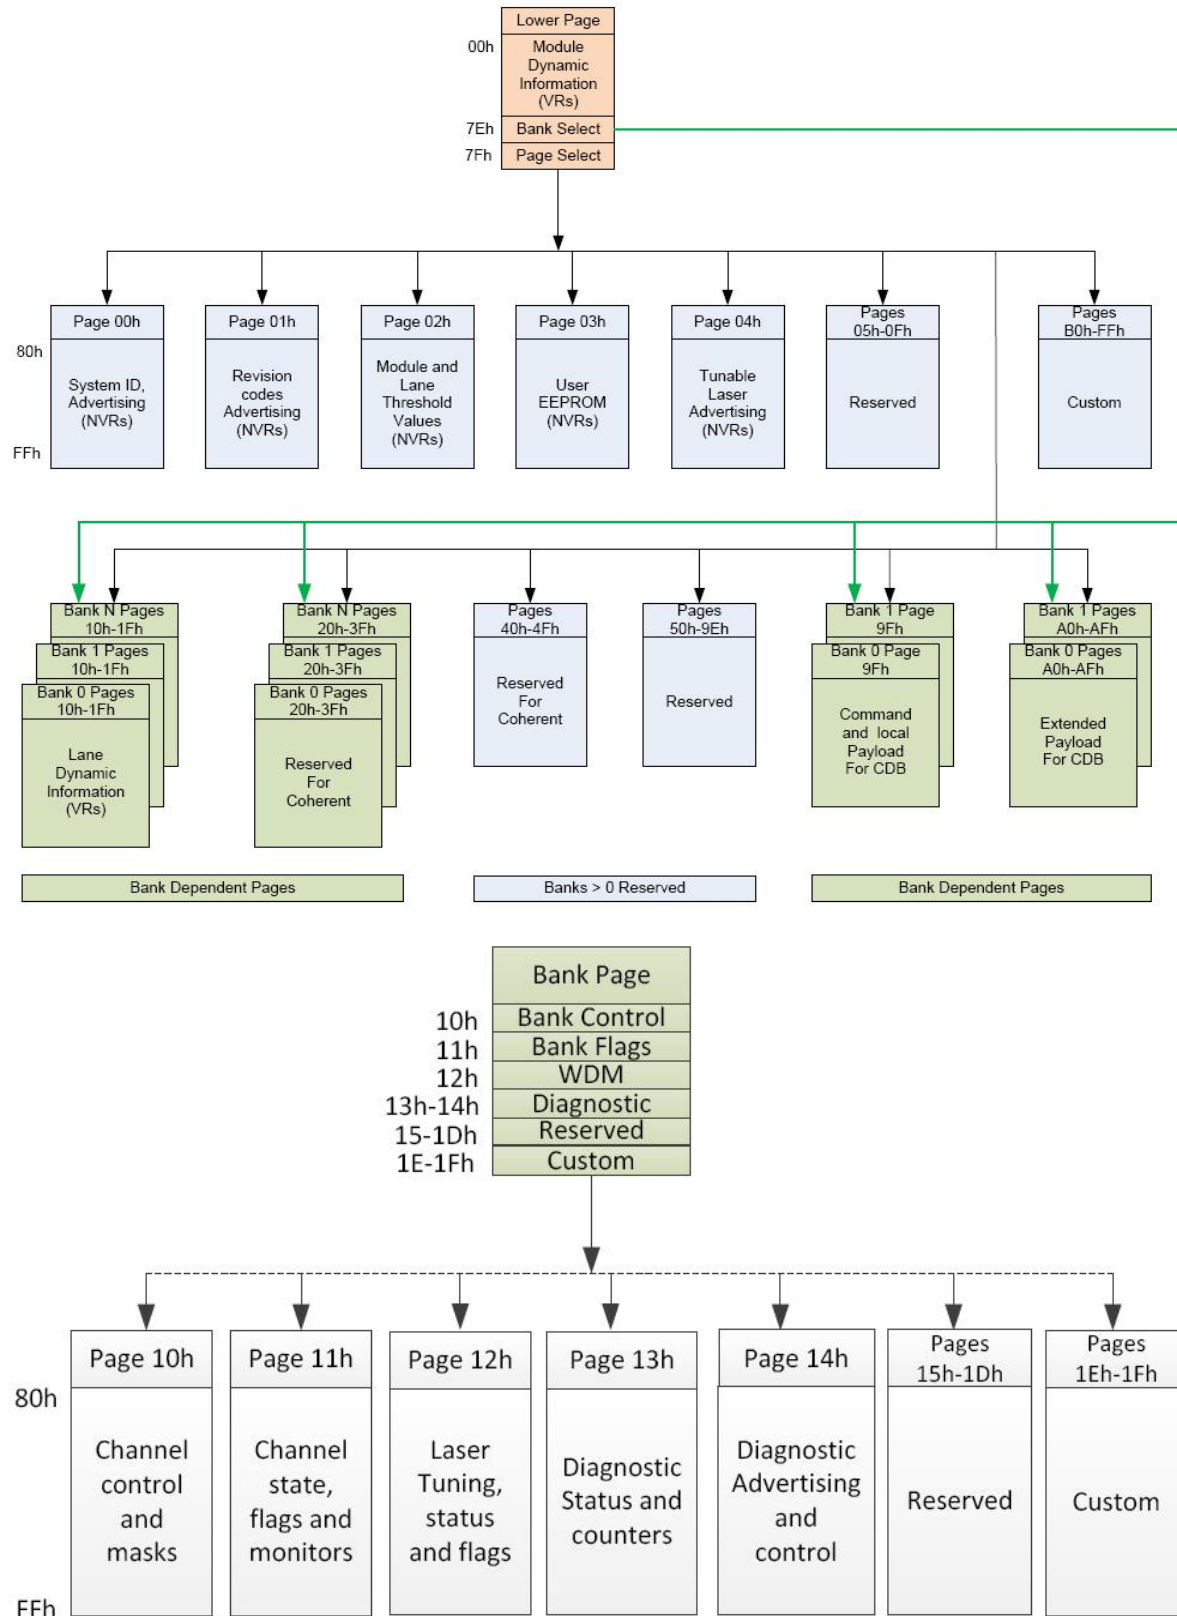 Lower Page
00h
Module
Dynamic
Information
(VRs)
7Eh
Bank Select
7Fh
Page Select
Page 00h
Page 01h
Page 02h
Page 03h
Page 04h
Pages
05h-0Fh
Pages
B0h-FFh
80h
System ID,
Advertising
(NVRs)
Revision
codes
Advertising
(NVRs)
Module and
Lane
Threshold
Values
(NVRs)
User
EEPROM
(NVRs)
Tunable
Laser
Advertising
(NVRs)
Reserved
Custom
FFh
Bank N Pages
10h-1Fh
Bank 1 Pages
10h-1Fh
Bank 0 Pages
10h-1Fh
Lane
Dynamic
Information
(VRs)
Bank N Pages
20h-3Fh
Bank 1 Pages
20h-3Fh
Bank 0 Pages
20h-3Fh
Reserved
For
Coherent
Pages
40h-4Fh
Reserved
For
Coherent
Pages
50h-9Eh
Reserved
Bank 1 Page
9Fh
Bank 0 Page
9Fh
Command
and local
Payload
For CDB
Bank 1 Pages
A0h-AFh
Bank 0 Pages
A0h-AFh
Extended
Payload
For CDB
Bank Dependent Pages
Banks > 0 Reserved
Bank Dependent Pages
Bank Page
10h
Bank Control
11h
Bank Flags
12h
WDM
13h-14h
Diagnostic
15-1Dh
Reserved
1E-1Fh
Custom
Page 10h
Page 11h
Page 12h
Page 13h
Page 14h
Pages
15h-1Dh
Pages
1Eh-1Fh
80h
Channel
control
and
masks
Channel
state,
flags and
monitors
Laser
Tuning,
status
and flags
Diagnostic
Status and
counters
Diagnostic
Advertising
and
control
Reserved
Custom
FFh